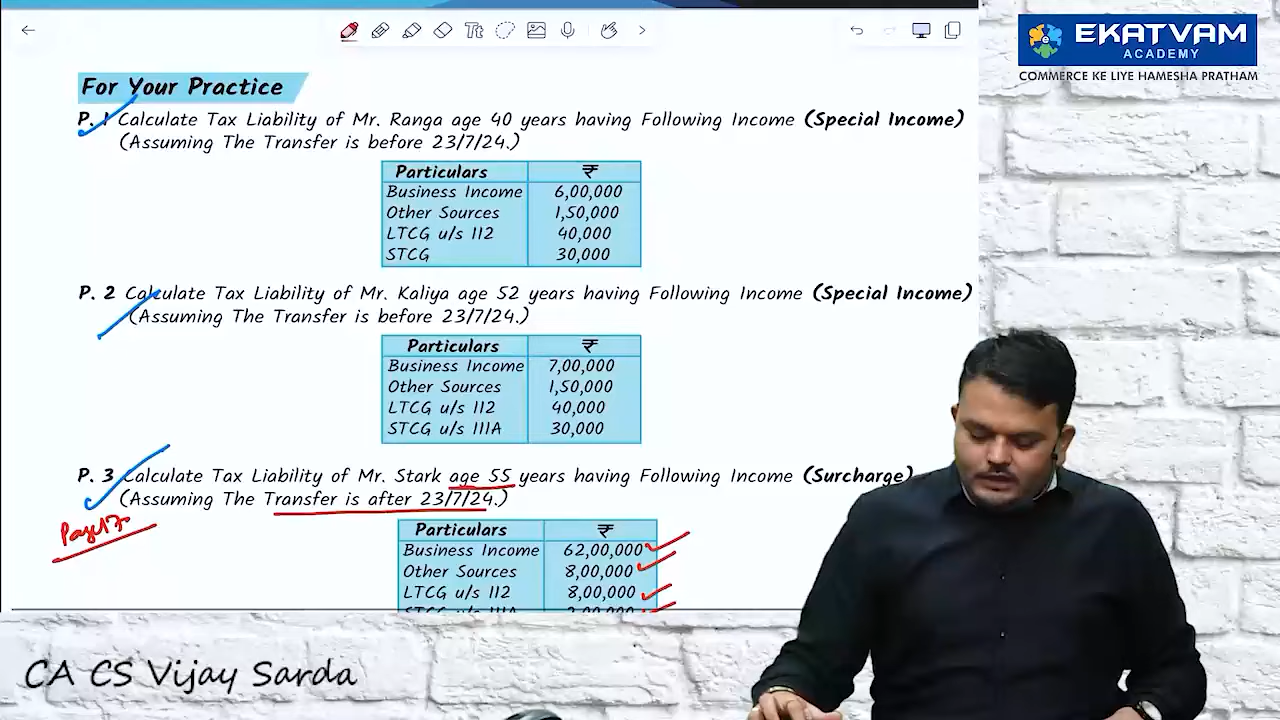 EKATVAM
ACADEMY
COMMERCE KE LIYE HAMESHA PRATHAM
For Your Practice
P. 1 Calculate Tax Liability of Mr. Ranga age 40 years having Following Income (Special Income)
(Assuming The Transfer is before 23/7/24.)
Particulars ₹
Business Income 6,00,000
Other Sources 1,50,000
LTCG u/s 112 40,000
STCG 30,000
P. 2 Calculate Tax Liability of Mr. Kaliya age 52 years having Following Income (Special Income)
(Assuming The Transfer is before 23/7/24.)
Particulars ₹
Business Income 7,00,000
Other Sources 1,50,000
LTCG u/s 112 40,000
STCG u/s 111A 30,000
P. 3 Calculate Tax Liability of Mr. Stark age 55 years having Following Income (Surcharge)
(Assuming The Transfer is after 23/7/24.)
Particulars ₹
Business Income 62,00,000
Other Sources 8,00,000
LTCG u/s 112 8,00,000
CA CS Vijay Sarda